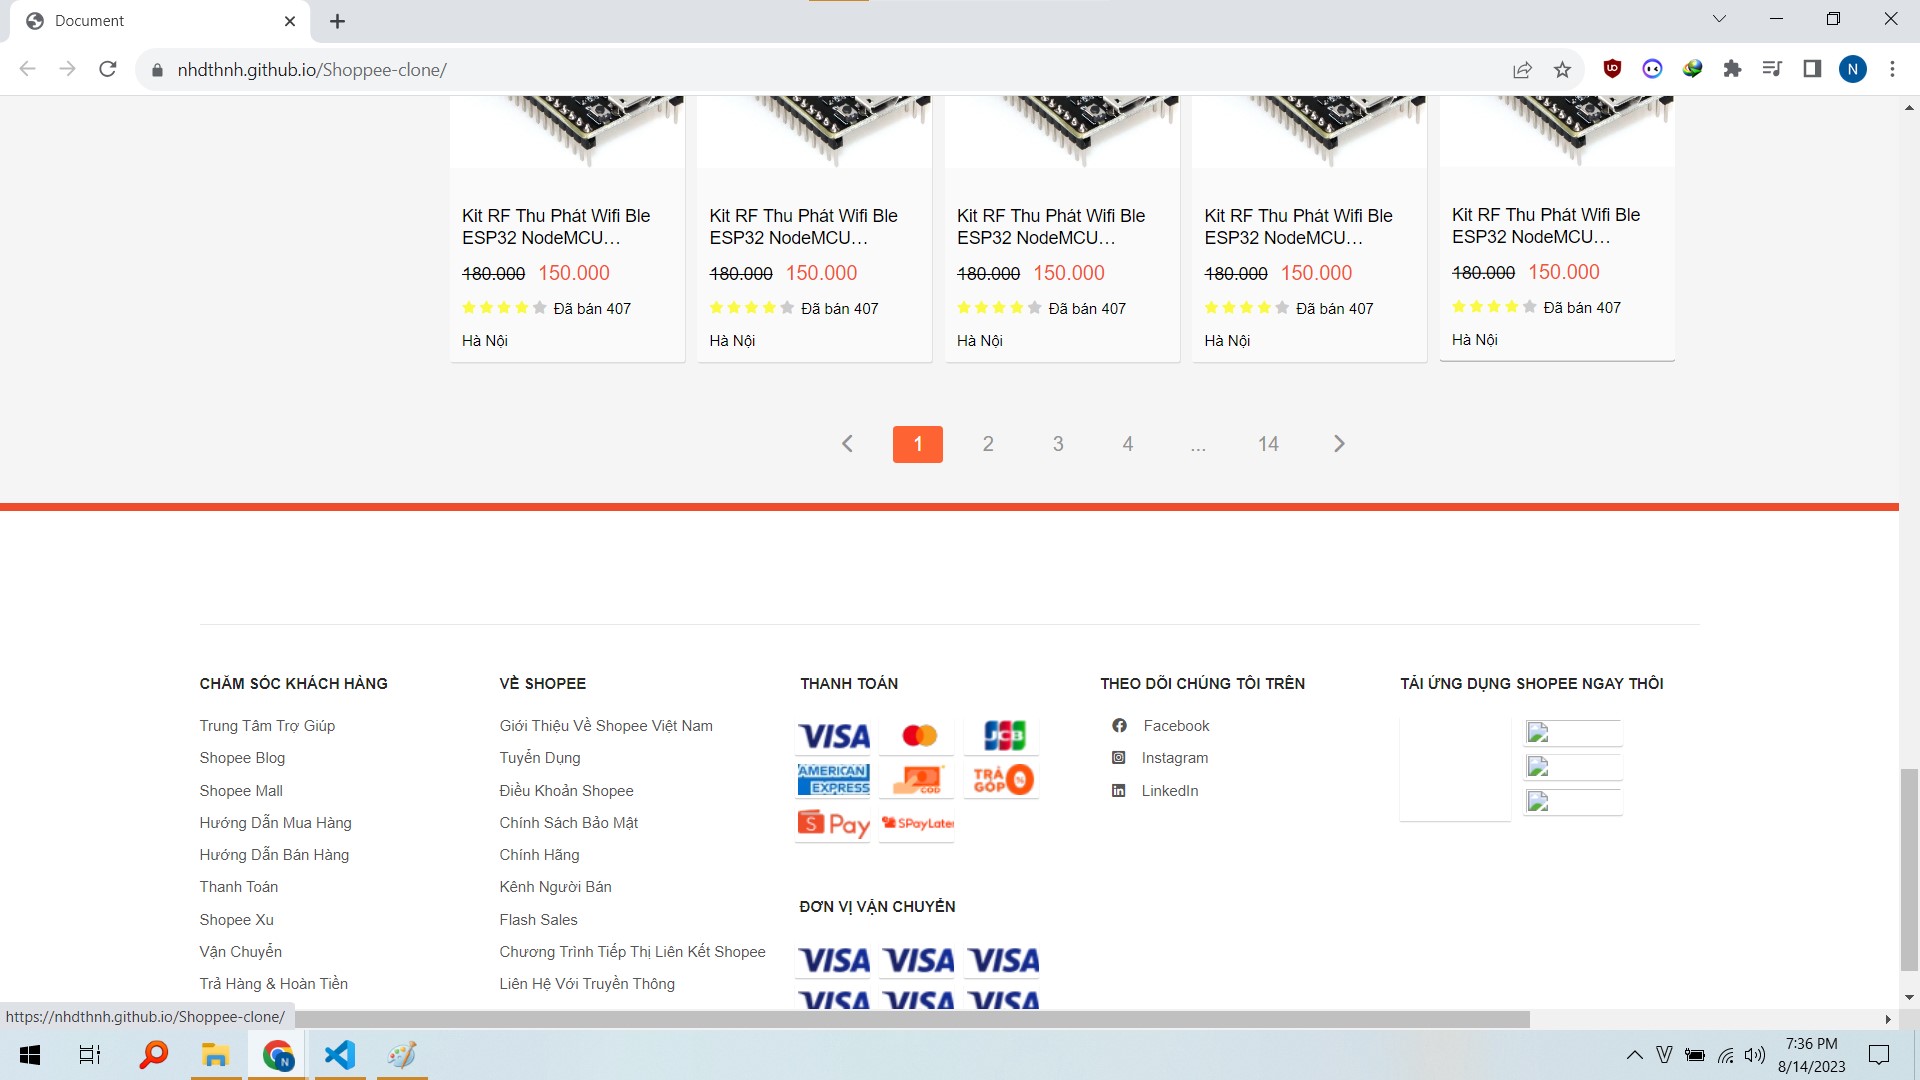 Document
nhdthnh.github.io/Shoppee-clone/
N
Kit RF Thu Phát Wifi Ble
ESP32 NodeMCU…
180.000 150.000
Đã bán 407
Hà Nội
Kit RF Thu Phát Wifi Ble
ESP32 NodeMCU…
180.000 150.000
Đã bán 407
Hà Nội
Kit RF Thu Phát Wifi Ble
ESP32 NodeMCU…
180.000 150.000
Đã bán 407
Hà Nội
Kit RF Thu Phát Wifi Ble
ESP32 NodeMCU…
180.000 150.000
Đã bán 407
Hà Nội
Kit RF Thu Phát Wifi Ble
ESP32 NodeMCU…
180.000 150.000
Đã bán 407
Hà Nội
1 2 3 4 ... 14
CHĂM SÓC KHÁCH HÀNG
Trung Tâm Trợ Giúp
Shopee Blog
Shopee Mall
Hướng Dẫn Mua Hàng
Hướng Dẫn Bán Hàng
Thanh Toán
Shopee Xu
Vận Chuyển
Trả Hàng & Hoàn Tiền
VỀ SHOPEE
Giới Thiệu Về Shopee Việt Nam
Tuyển Dụng
Điều Khoản Shopee
Chính Sách Bảo Mật
Chính Hãng
Kênh Người Bán
Flash Sales
Chương Trình Tiếp Thị Liên Kết Shopee
Liên Hệ Với Truyền Thông
THANH TOÁN
VISA JCB
AMERICAN EXPRESS COD TRẢ GÓP 0%
S Pay SPayLater
ĐƠN VỊ VẬN CHUYỂN
VISA VISA VISA
VISA VISA VISA
THEO DÕI CHÚNG TÔI TRÊN
Facebook
Instagram
LinkedIn
TẢI ỨNG DỤNG SHOPEE NGAY THÔI
https://nhdthnh.github.io/Shoppee-clone/
N
7:36 PM
8/14/2023